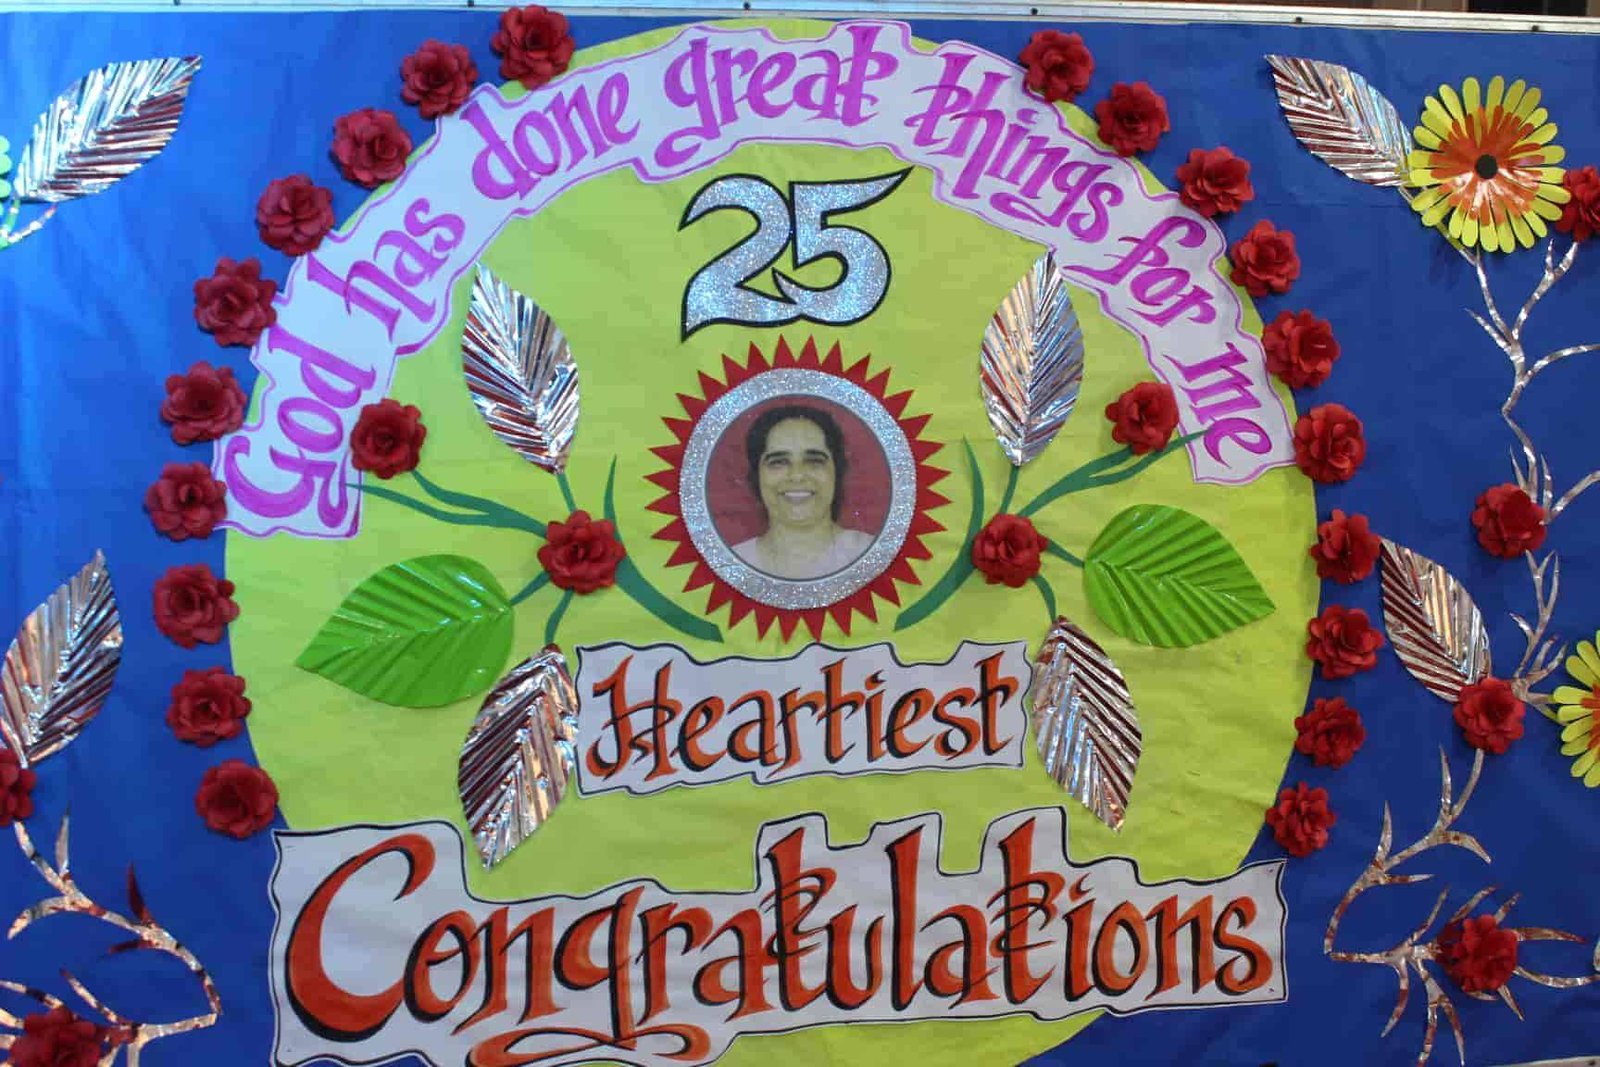 God has done great things for me
25
Heartiest
Congratulations